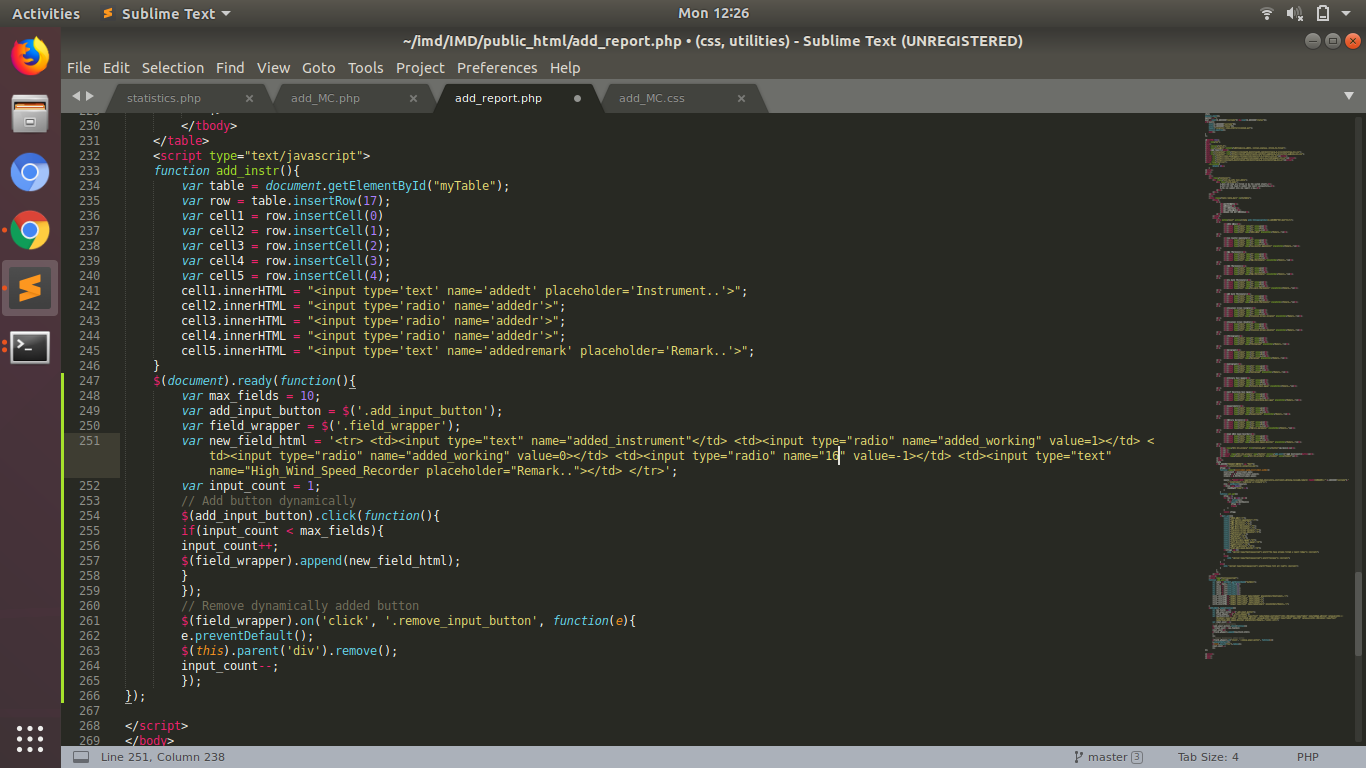 Activities Sublime Text Mon 12:26
~/imd/IMD/public_html/add_report.php • (css, utilities) - Sublime Text (UNREGISTERED)
File Edit Selection Find View Goto Tools Project Preferences Help
statistics.php × add_MC.php × add_report.php ● add_MC.css ×
229
230 </tbody>
231 </table>
232 <script type="text/javascript">
233 function add_instr(){
234 var table = document.getElementById("myTable");
235 var row = table.insertRow(17);
236 var cell1 = row.insertCell(0)
237 var cell2 = row.insertCell(1);
238 var cell3 = row.insertCell(2);
239 var cell4 = row.insertCell(3);
240 var cell5 = row.insertCell(4);
241 cell1.innerHTML = "<input type='text' name='addedt' placeholder='Instrument..'>";
242 cell2.innerHTML = "<input type='radio' name='addedr'>";
243 cell3.innerHTML = "<input type='radio' name='addedr'>";
244 cell4.innerHTML = "<input type='radio' name='addedr'>";
245 cell5.innerHTML = "<input type='text' name='addedremark' placeholder='Remark..'>";
246 }
247 $(document).ready(function(){
248 var max_fields = 10;
249 var add_input_button = $('.add_input_button');
250 var field_wrapper = $('.field_wrapper');
251 var new_field_html = '<tr> <td><input type="text" name="added_instrument"</td> <td><input type="radio" name="added_working" value=1></td> <
td><input type="radio" name="added_working" value=0></td> <td><input type="radio" name="16" value=-1></td> <td><input type="text"
name="High_Wind_Speed_Recorder placeholder="Remark.."></td> </tr>';
252 var input_count = 1;
253 // Add button dynamically
254 $(add_input_button).click(function(){
255 if(input_count < max_fields){
256 input_count++;
257 $(field_wrapper).append(new_field_html);
258 }
259 });
260 // Remove dynamically added button
261 $(field_wrapper).on('click', '.remove_input_button', function(e){
262 e.preventDefault();
263 $(this).parent('div').remove();
264 input_count--;
265 });
266 });
267
268 </script>
269 </body>
Line 251, Column 238 master 3 Tab Size: 4 PHP